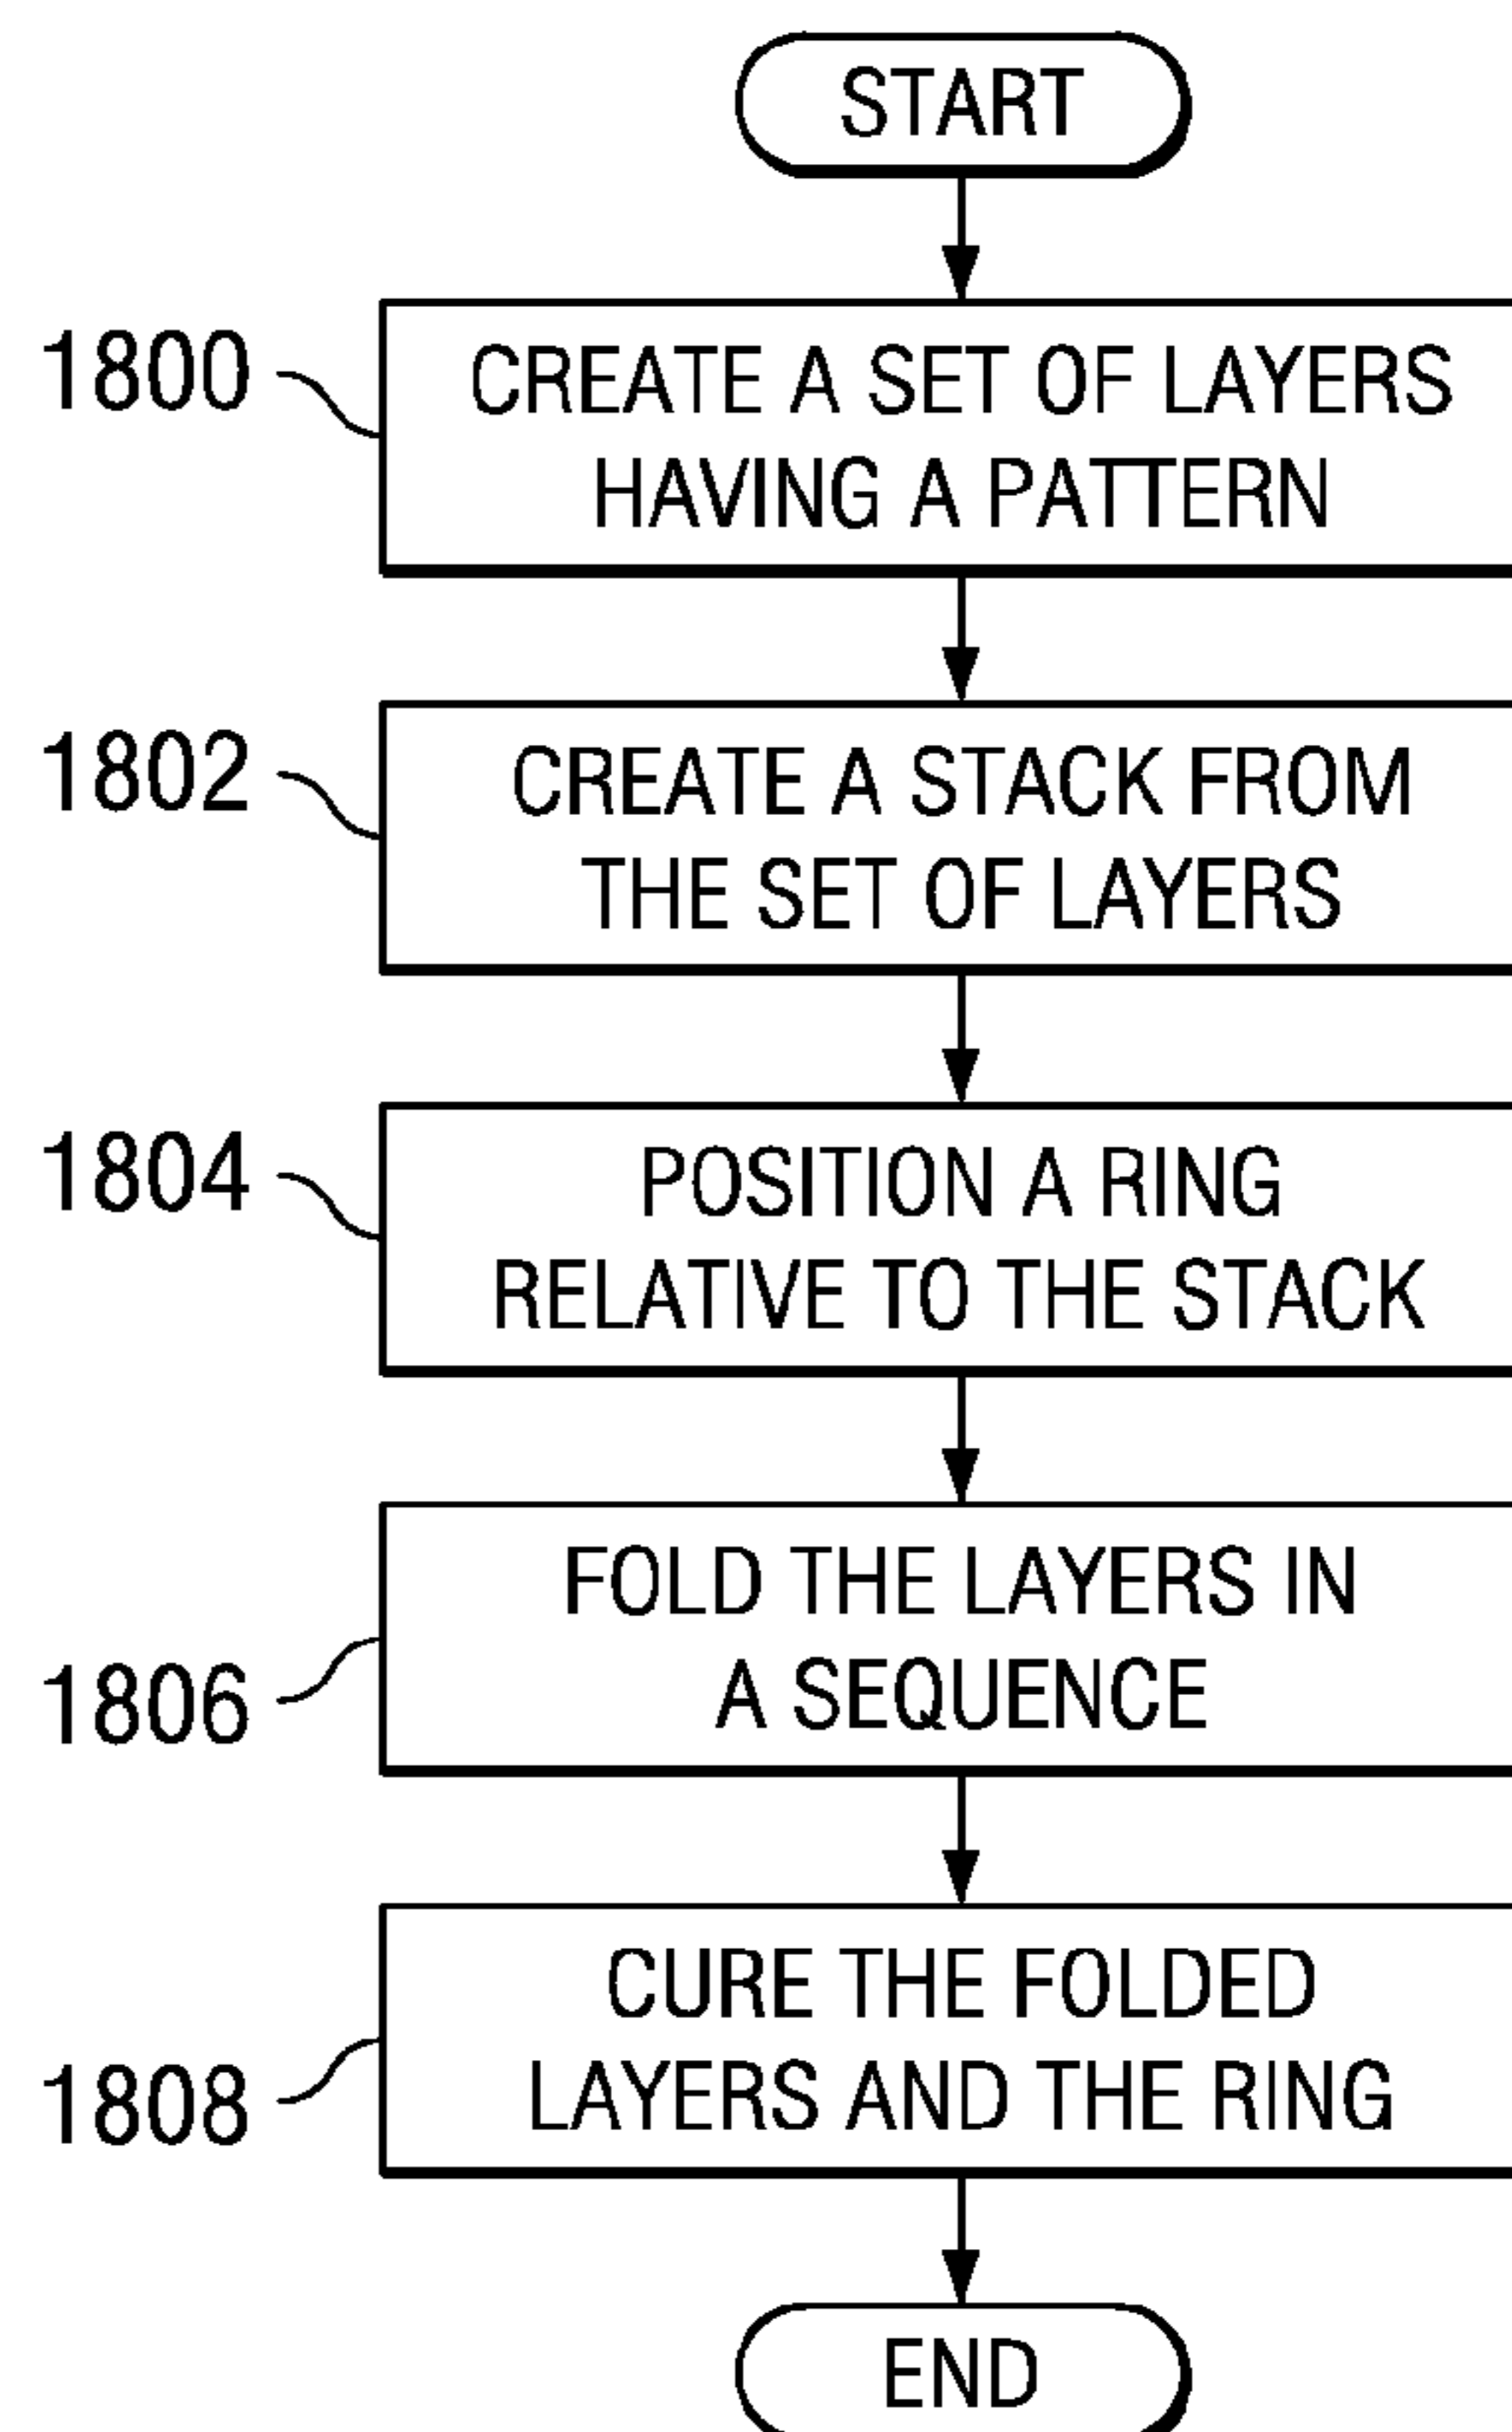 START
1800
CREATE A SET OF LAYERS
HAVING A PATTERN
1802
CREATE A STACK FROM
THE SET OF LAYERS
1804
POSITION A RING
RELATIVE TO THE STACK
1806
FOLD THE LAYERS IN
A SEQUENCE
1808
CURE THE FOLDED
LAYERS AND THE RING
END